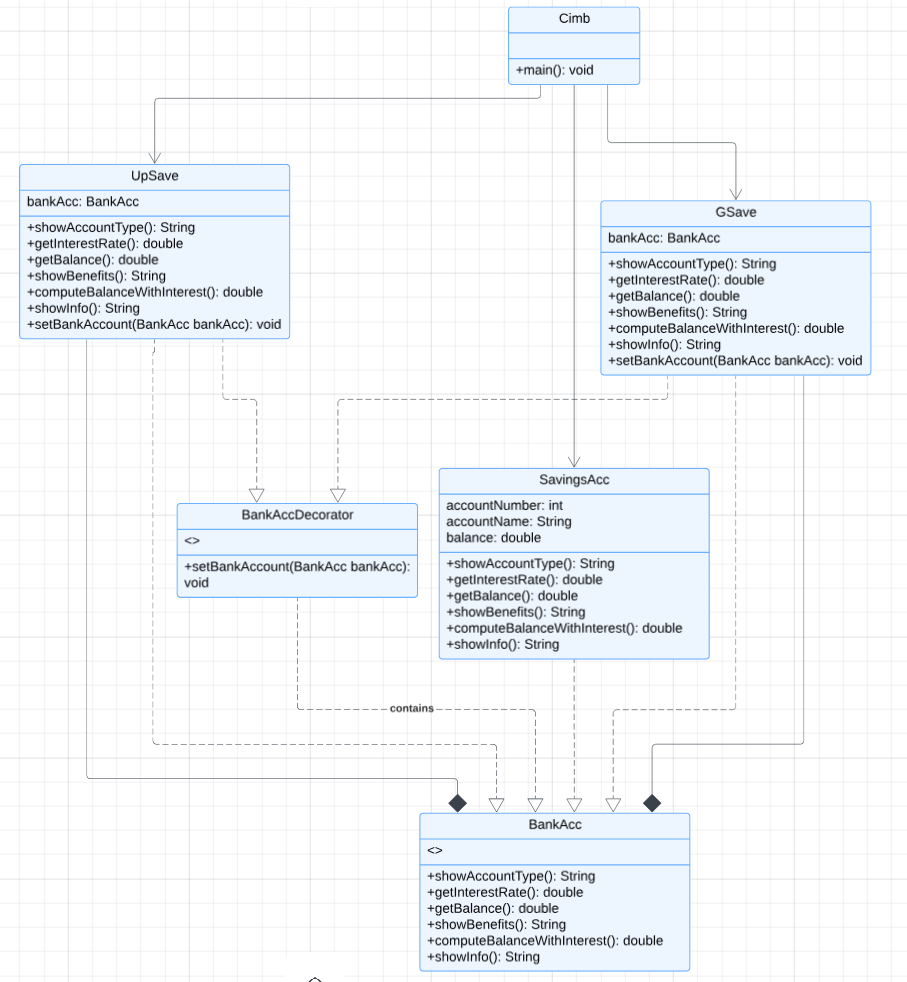 Cimb
+main(): void
UpSave
bankAcc: BankAcc
+showAccountType(): String
+getInterestRate(): double
+getBalance(): double
+showBenefits(): String
+computeBalanceWithInterest(): double
+showInfo(): String
+setBankAccount(BankAcc bankAcc): void
GSave
bankAcc: BankAcc
+showAccountType(): String
+getInterestRate(): double
+getBalance(): double
+showBenefits(): String
+computeBalanceWithInterest(): double
+showInfo(): String
+setBankAccount(BankAcc bankAcc): void
BankAccDecorator
<>
+setBankAccount(BankAcc bankAcc):
void
SavingsAcc
accountNumber: int
accountName: String
balance: double
+showAccountType(): String
+getInterestRate(): double
+getBalance(): double
+showBenefits(): String
+computeBalanceWithInterest(): double
+showInfo(): String
contains
BankAcc
<>
+showAccountType(): String
+getInterestRate(): double
+getBalance(): double
+showBenefits(): String
+computeBalanceWithInterest(): double
+showInfo(): String